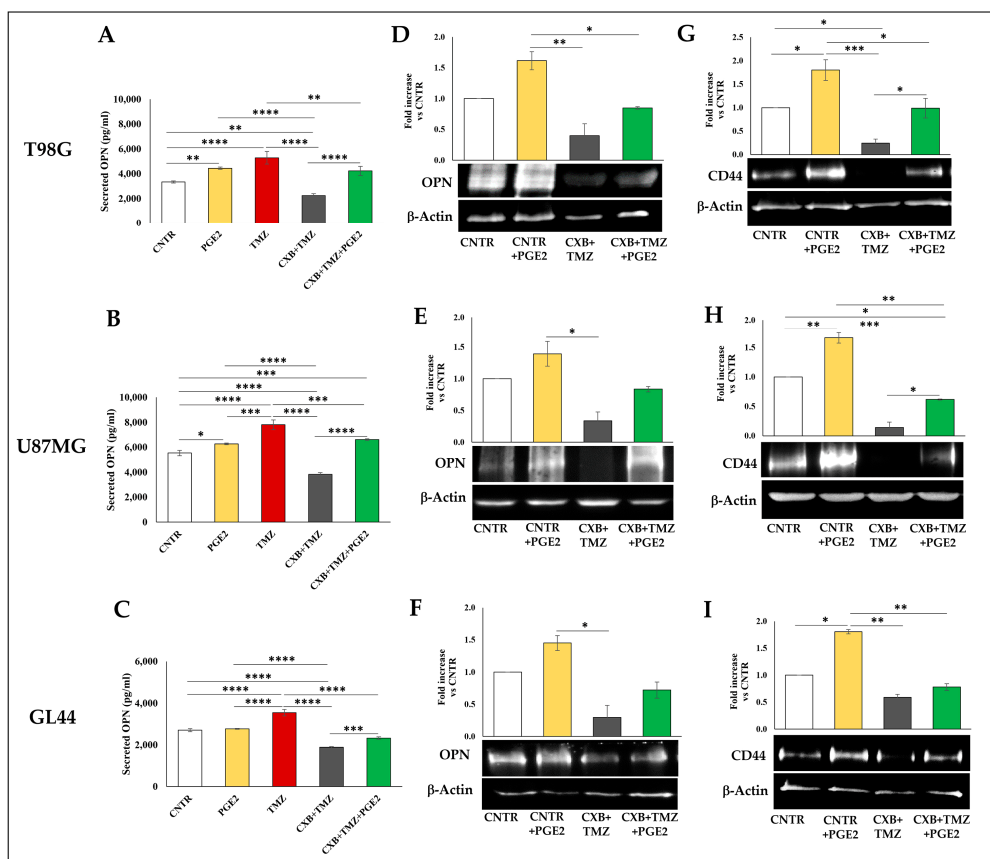 A
T98G
Secreted OPN (pg/ml)
10,000
8,000
6,000
4,000
2,000
0
**
****
**
****
**
****
CNTR
PGE2
TMZ
CXB+TMZ
CXB+TMZ+PGE2
D
Fold increase
vs CNTR
2.0
1.5
1.0
0.5
0.0
*
**
OPN
β-Actin
CNTR
CNTR
+PGE2
CXB+
TMZ
CXB+TMZ
+PGE2
G
Fold increase
vs CNTR
2.5
2.0
1.5
1.0
0.5
0.0
*
*
*
***
*
CD44
β-Actin
CNTR
CNTR
+PGE2
CXB+
TMZ
CXB+TMZ
+PGE2
B
U87MG
Secreted OPN (pg/ml)
10,000
8,000
6,000
4,000
2,000
0
****
***
****
****
***
***
****
*
****
CNTR
PGE2
TMZ
CXB+TMZ
CXB+TMZ+PGE2
E
Fold increase
vs CNTR
2.0
1.5
1.0
0.5
0.0
*
OPN
β-Actin
CNTR
CNTR
+PGE2
CXB+
TMZ
CXB+TMZ
+PGE2
H
Fold increase
vs CNTR
2.0
1.5
1.0
0.5
0.0
**
*
**
***
*
CD44
β-Actin
CNTR
CNTR
+PGE2
CXB+
TMZ
CXB+TMZ
+PGE2
C
GL44
Secreted OPN (pg/ml)
6,000
4,000
2,000
0
****
****
****
****
****
****
***
CNTR
PGE2
TMZ
CXB+TMZ
CXB+TMZ+PGE2
F
Fold increase
vs CNTR
2.0
1.5
1.0
0.5
0.0
*
OPN
β-Actin
CNTR
CNTR
+PGE2
CXB+
TMZ
CXB+TMZ
+PGE2
I
Fold increase
vs CNTR
2.0
1.5
1.0
0.5
0.0
**
*
**
CD44
β-Actin
CNTR
CNTR
+PGE2
CXB+
TMZ
CXB+TMZ
+PGE2